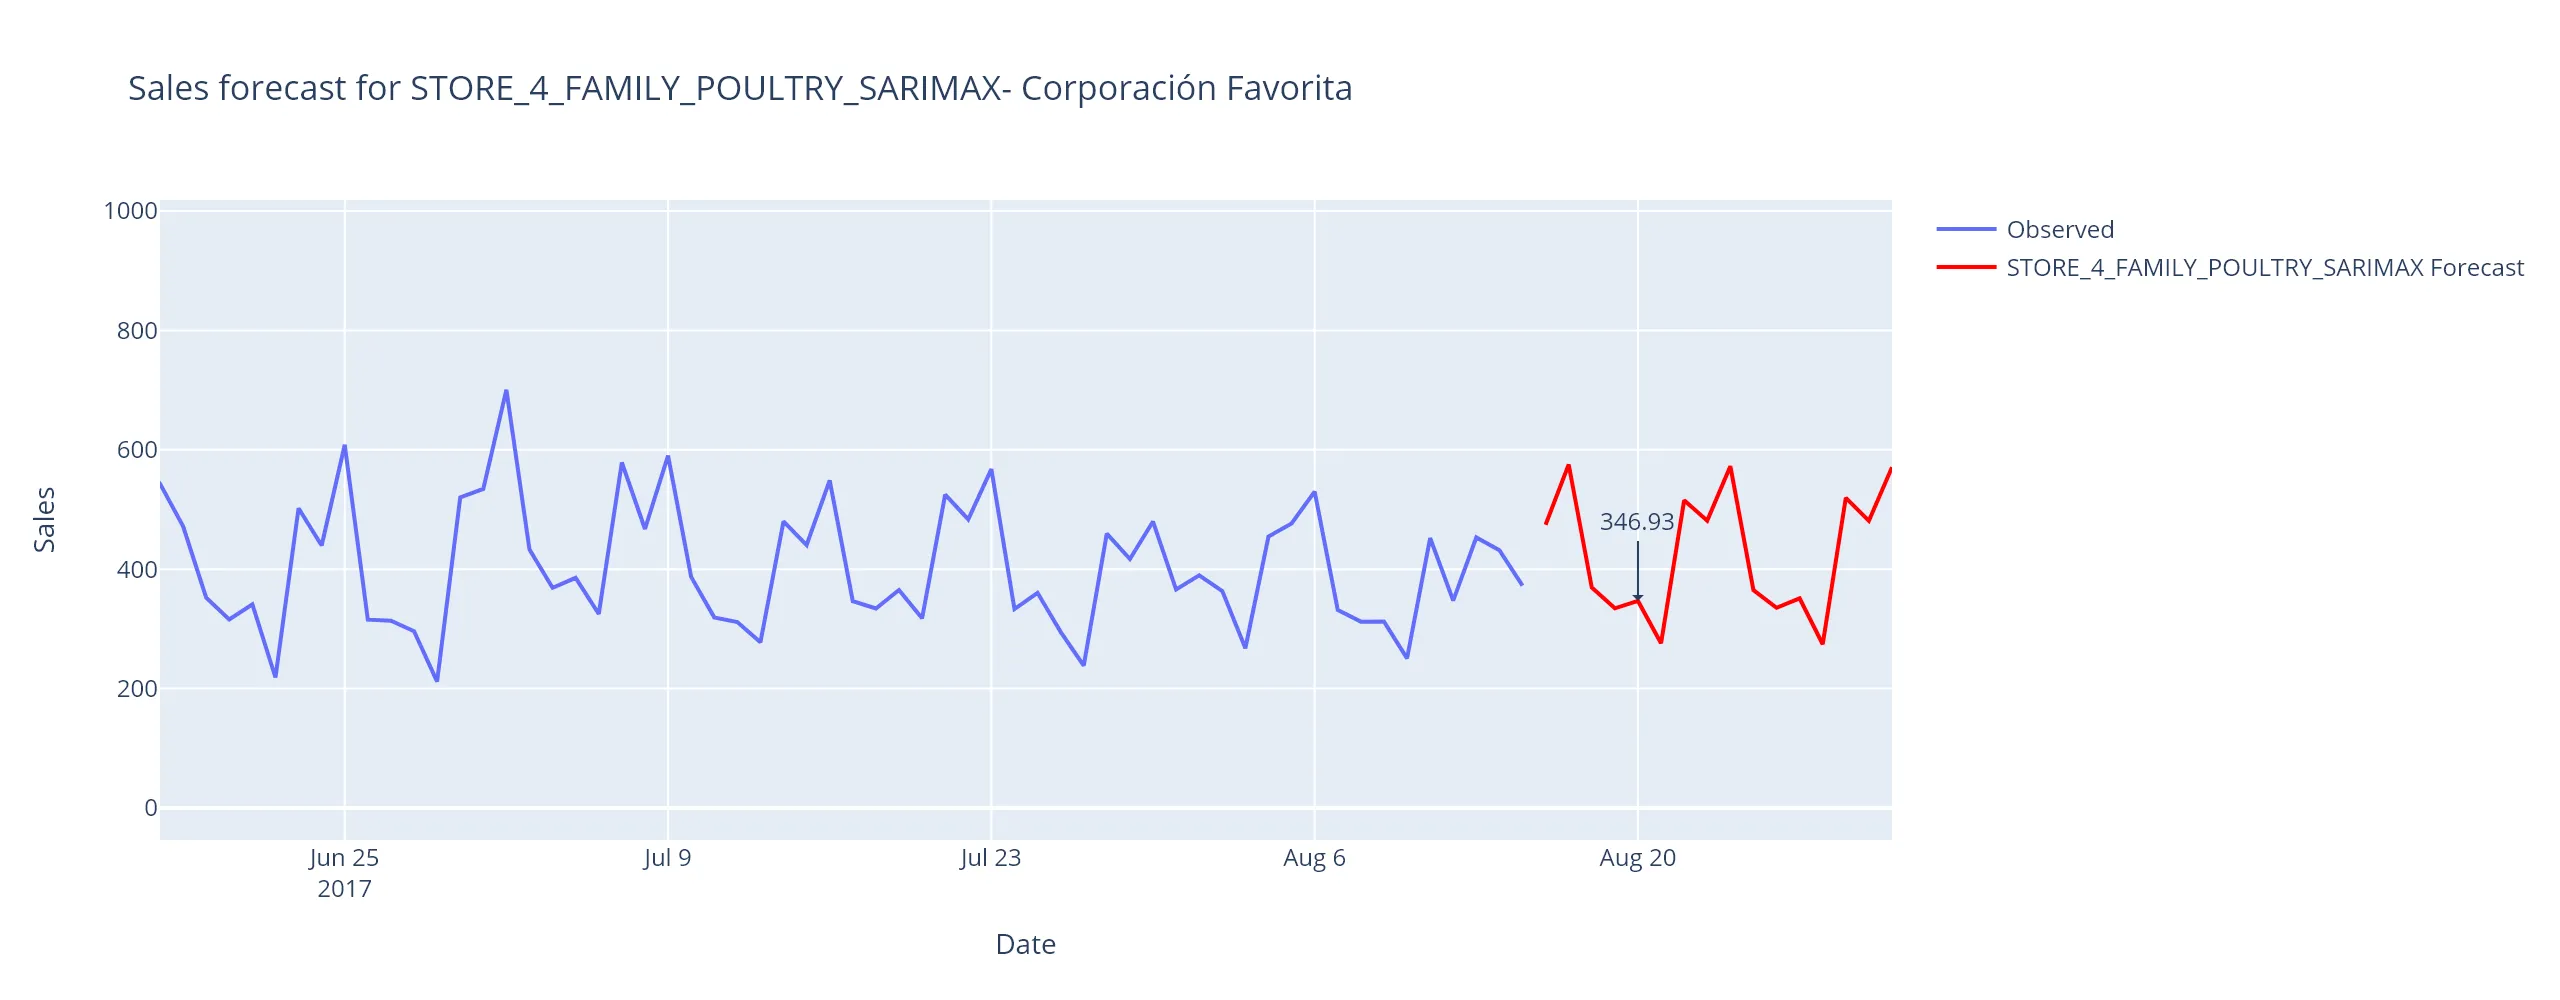 Sales forecast for STORE_4_FAMILY_POULTRY_SARIMAX- Corporación Favorita
1000
800
600
400
200
0
Sales
346.93
Jun 25
2017
Jul 9
Jul 23
Aug 6
Aug 20
Date
Observed
STORE_4_FAMILY_POULTRY_SARIMAX Forecast